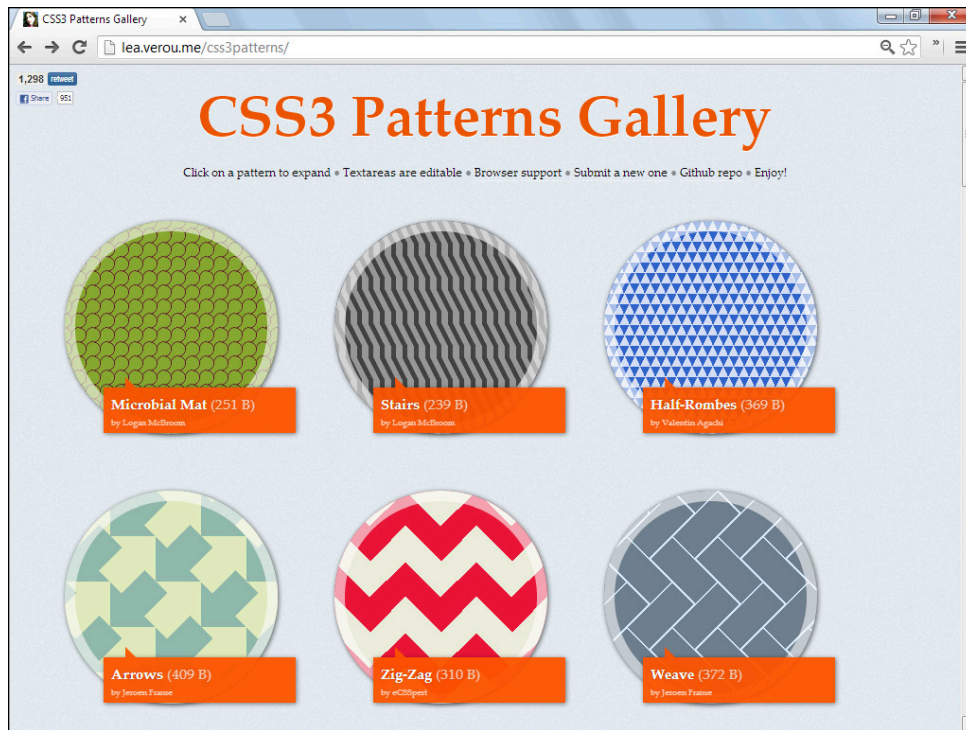 CSS3 Patterns Gallery
lea.verou.me/css3patterns/
1,298 retweet
Share 951
CSS3 Patterns Gallery
Click on a pattern to expand • Textareas are editable • Browser support • Submit a new one • Github repo • Enjoy!
Microbial Mat (251 B)
by Logan McBroom
Stairs (239 B)
by Logan McBroom
Half-Rombes (369 B)
by Valentin Agachi
Arrows (409 B)
by Jeroen Frame
Zig-Zag (310 B)
by eCSSpert
Weave (372 B)
by Jeroen Frame